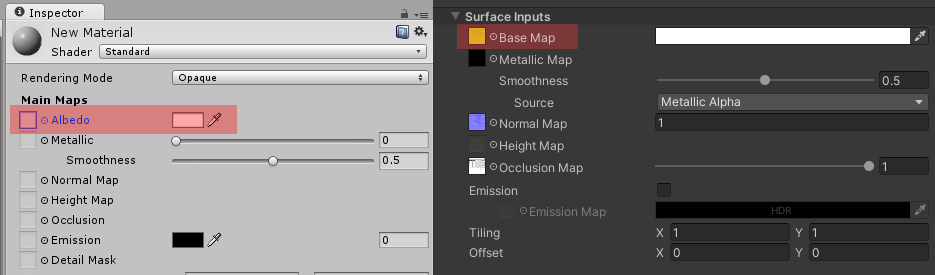 Inspector
New Material
Shader Standard
Rendering Mode Opaque
Main Maps
Albedo
Metallic 0
Smoothness 0.5
Normal Map
Height Map
Occlusion
Emission 0
Detail Mask
Surface Inputs
Base Map
Metallic Map
Smoothness 0.5
Source Metallic Alpha
Normal Map 1
Height Map
Occlusion Map 1
Emission
Emission Map HDR
Tiling X 1 Y 1
Offset X 0 Y 0